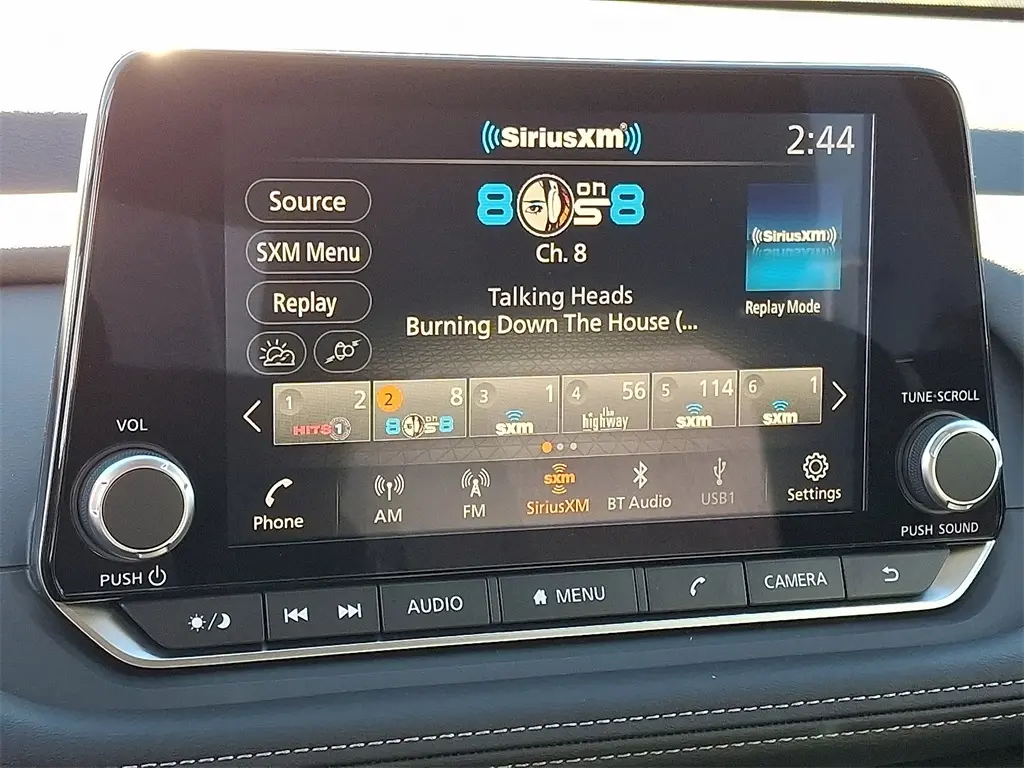 SiriusXM
2:44
Source
SXM Menu
Replay
80s on 8
Ch. 8
Talking Heads
Burning Down The House (...
SiriusXM
Replay Mode
1 2 HITS 1
2 8 80s on 8
3 1 sxm
4 56 the highway
5 114 sxm
6 1 sxm
VOL
TUNE·SCROLL
Phone
AM
FM
sxm
SiriusXM
BT Audio
USB1
Settings
PUSH
PUSH SOUND
AUDIO
MENU
CAMERA